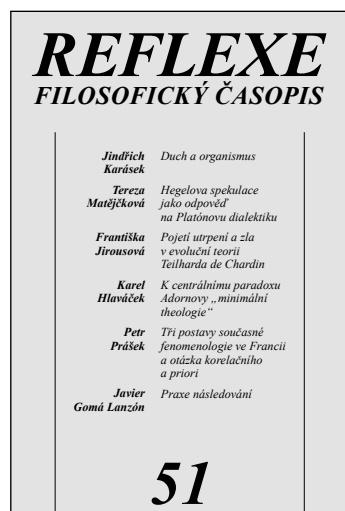 REFLEXE
FILOSOFICKÝ ČASOPIS
Jindřich Karásek
Duch a organismus
Tereza Matějčková
Hegelova spekulace
jako odpověď
na Platónovu dialektiku
Františka Jirousová
Pojetí utrpení a zla
v evoluční teorii
Teilharda de Chardin
Karel Hlaváček
K centrálnímu paradoxu
Adornovy „minimální
theologie“
Petr Prášek
Tři postavy současné
fenomenologie ve Francii
a otázka korelačního
a priori
Javier Gomá Lanzón
Praxe následování
51